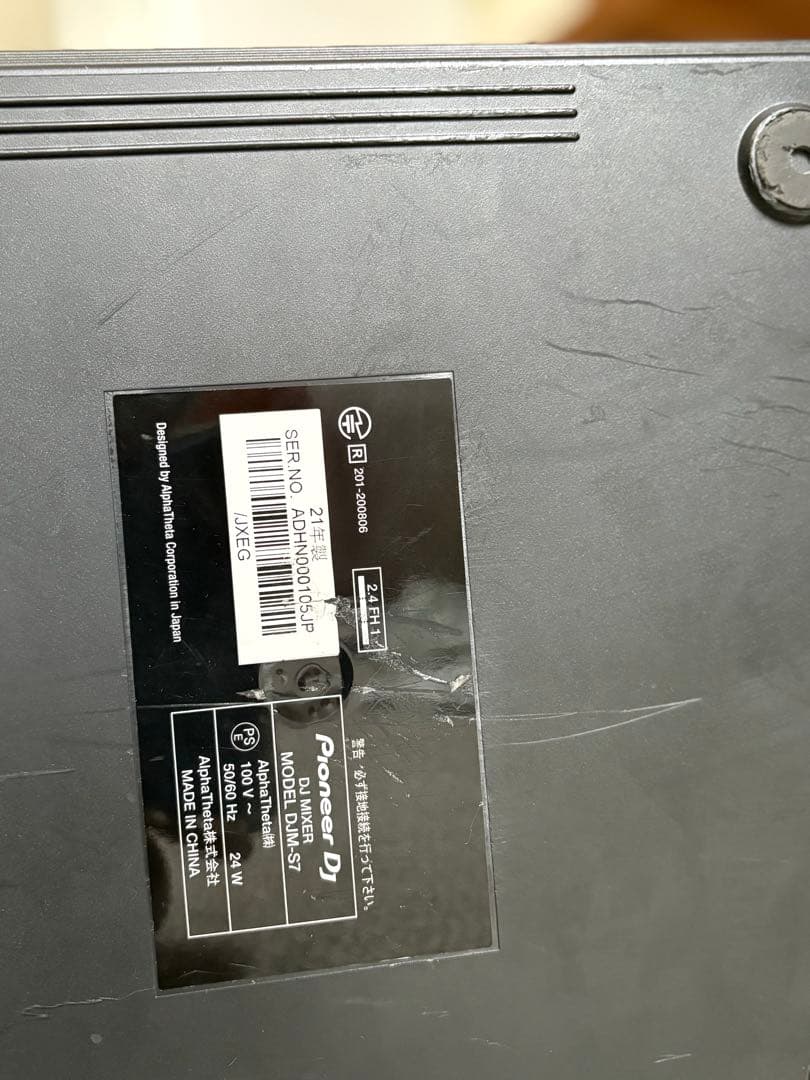 警告 必ず接地接続を行って下さい。
Pioneer DJ
DJ MIXER
MODEL DJM-S7
AlphaTheta㈱
PS E
100 V ~ 24 W
50/60 Hz
AlphaTheta株式会社
MADE IN CHINA
R 201-200806
2.4 FH 1
21年製
SER.NO. ADHN000105JP
/JXEG
Designed by AlphaTheta Corporation in Japan